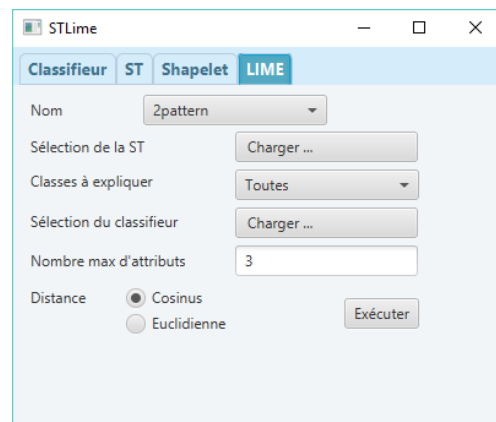 STLime
Classifieur ST Shapelet LIME
Nom 2pattern
Sélection de la ST Charger ...
Classes à expliquer Toutes
Sélection du classifieur Charger ...
Nombre max d'attributs 3
Distance Cosinus
Euclidienne
Exécuter